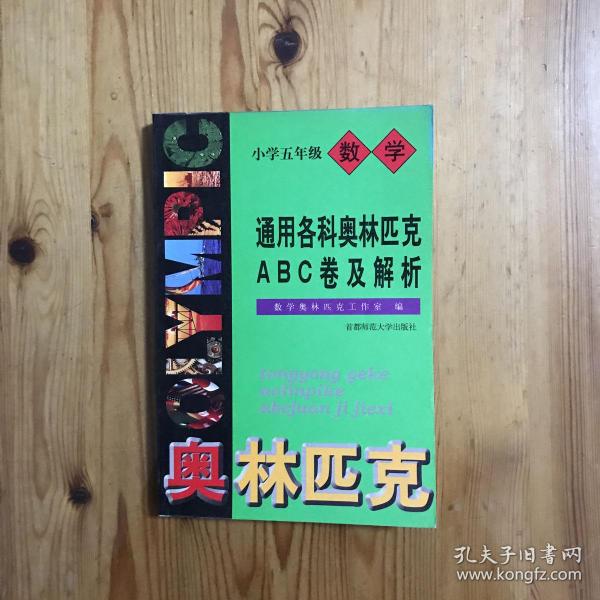 OLYMPIC
小学五年级 数学
通用各科奥林匹克
ABC卷及解析
数学奥林匹克工作室 编
首都师范大学出版社
tongyong geke
aolinpike
abcjuan ji jiexi
奥林匹克
孔夫子旧书网
www.kongfz.com